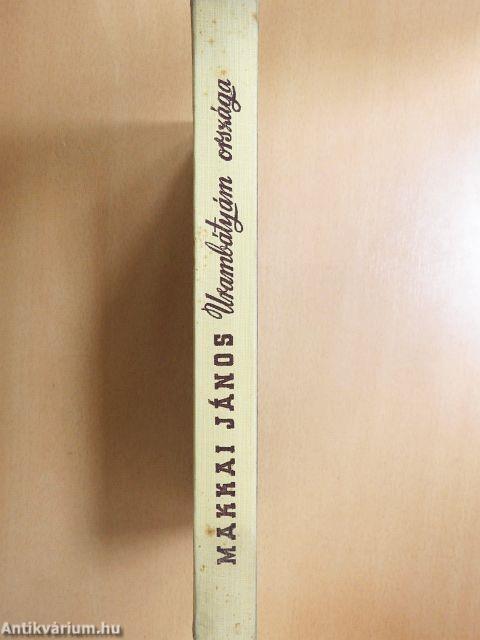 MAKKAI JÁNOS Urambátyám országa
Antikvárium.hu